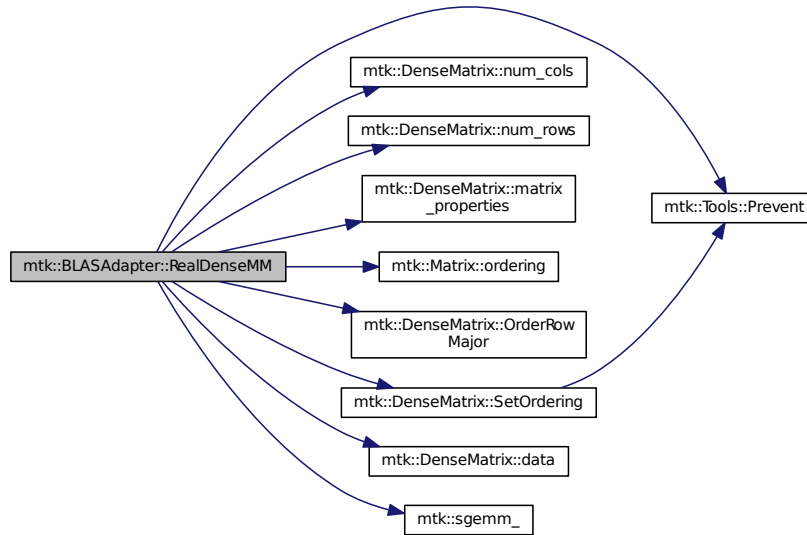 mtk::DenseMatrix::num_cols
mtk::DenseMatrix::num_rows
mtk::DenseMatrix::matrix
_properties
mtk::Tools::Prevent
mtk::BLASAdapter::RealDenseMM
mtk::Matrix::ordering
mtk::DenseMatrix::OrderRow
Major
mtk::DenseMatrix::SetOrdering
mtk::DenseMatrix::data
mtk::sgemm_